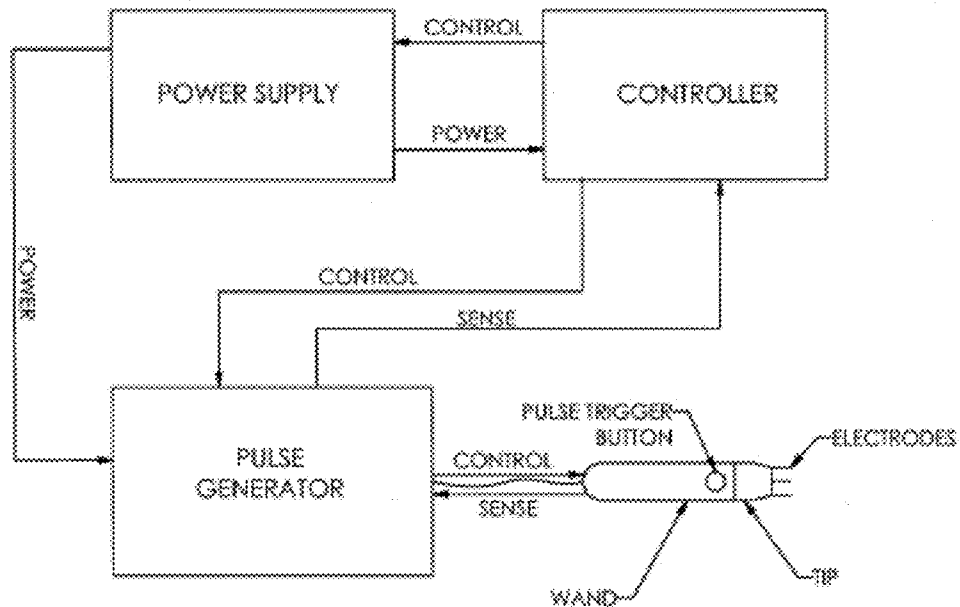 CONTROL
POWER SUPPLY
CONTROLLER
POWER
POWER
CONTROL
SENSE
PULSE TRIGGER
BUTTON
ELECTRODES
PULSE
GENERATOR
CONTROL
SENSE
WAND
TIP